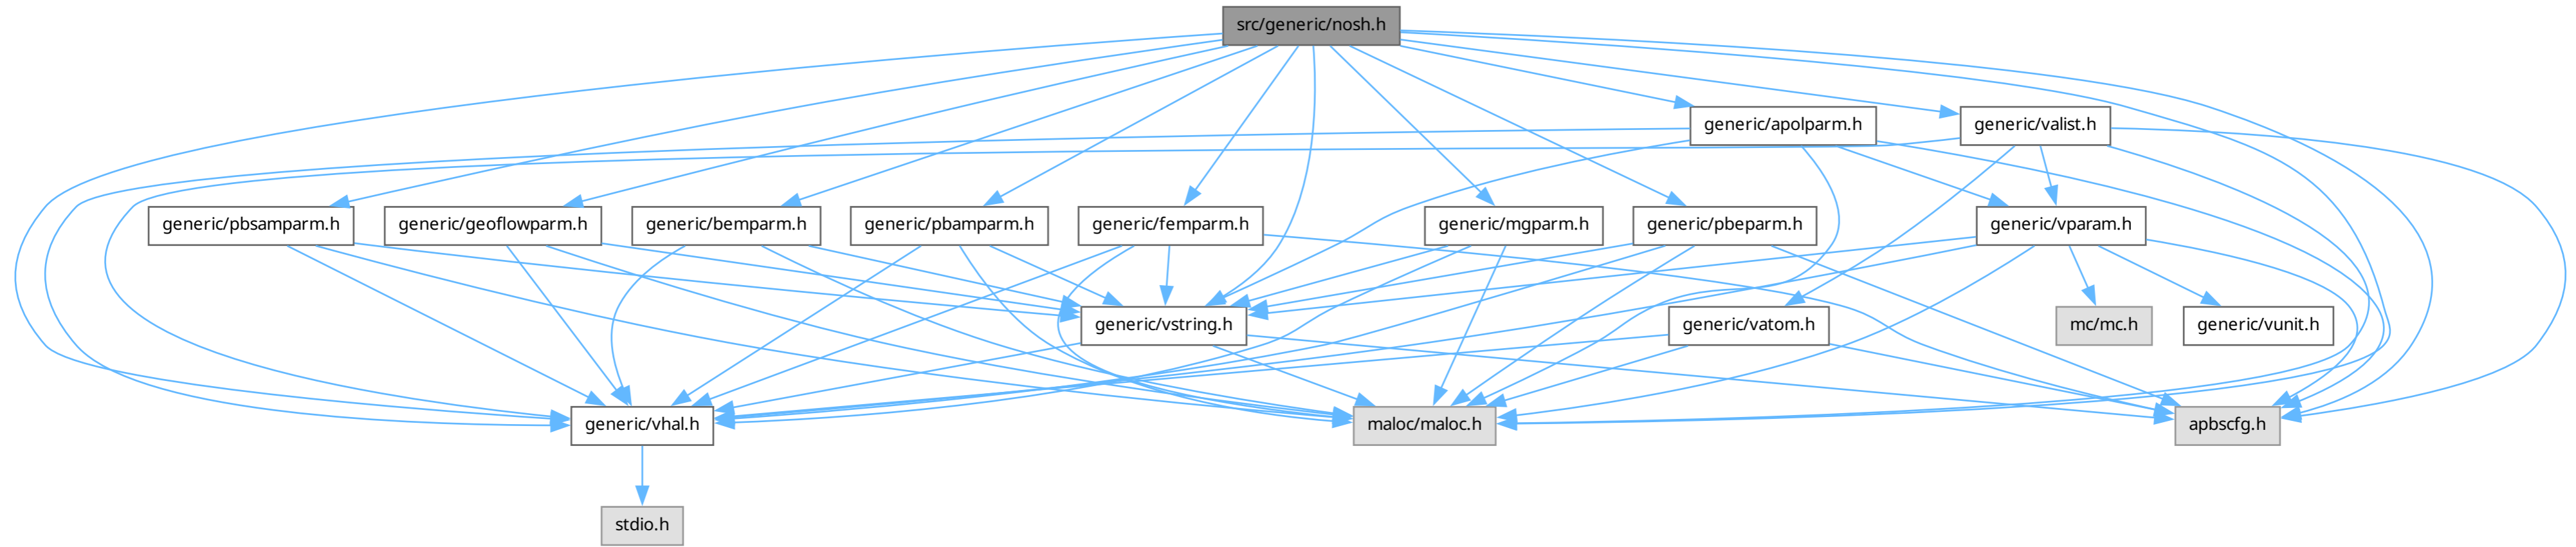 src/generic/nosh.h
generic/apolparm.h
generic/valist.h
generic/pbsamparm.h
generic/geoflowparm.h
generic/bemparm.h
generic/pbamparm.h
generic/femparm.h
generic/mgparm.h
generic/pbeparm.h
generic/vparam.h
generic/vstring.h
generic/vatom.h
mc/mc.h
generic/vunit.h
generic/vhal.h
maloc/maloc.h
apbscfg.h
stdio.h